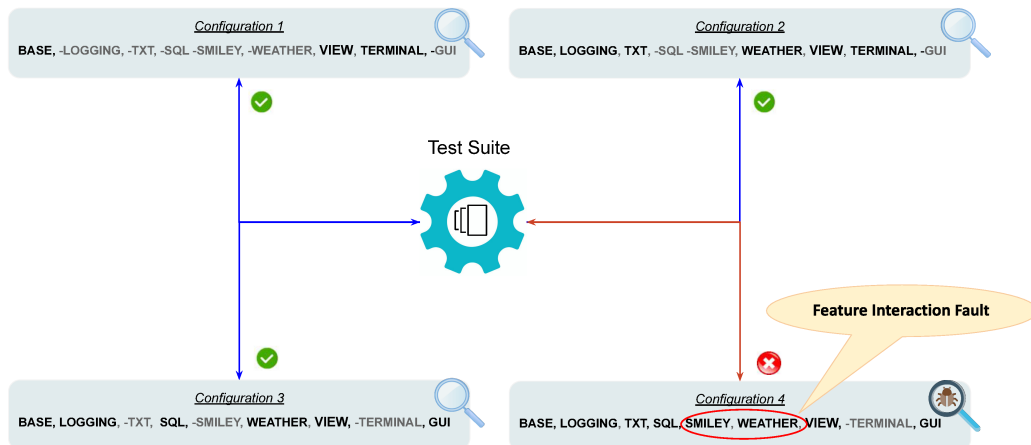 Configuration 1
BASE, -LOGGING, -TXT, -SQL -SMILEY, -WEATHER, VIEW, TERMINAL, -GUI
Configuration 2
BASE, LOGGING, TXT, -SQL -SMILEY, WEATHER, VIEW, TERMINAL, -GUI
Test Suite
Feature Interaction Fault
Configuration 3
BASE, LOGGING, -TXT, SQL, -SMILEY, WEATHER, VIEW, -TERMINAL, GUI
Configuration 4
BASE, LOGGING, TXT, SQL, SMILEY, WEATHER, VIEW, -TERMINAL, GUI